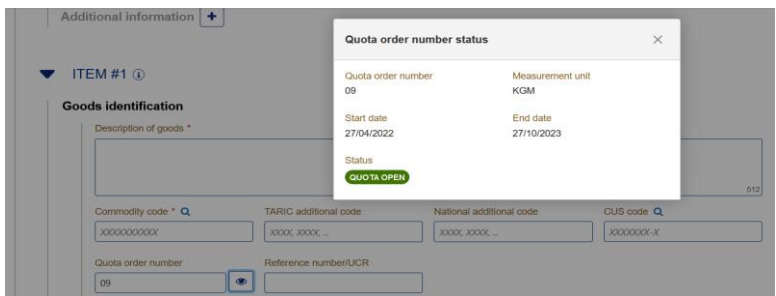 Additional information +
Quota order number status ×
Quota order number Measurement unit
09 KGM
Start date End date
27/04/2022 27/10/2023
Status
QUOTA OPEN
ITEM #1
Goods identification
Description of goods *
512
Commodity code * TARIC additional code National additional code CUS code
XXXXXXXXXX XXXX, XXXX, ... XXXX, XXXX, ... XXXXXXX-X
Quota order number Reference number/UCR
09